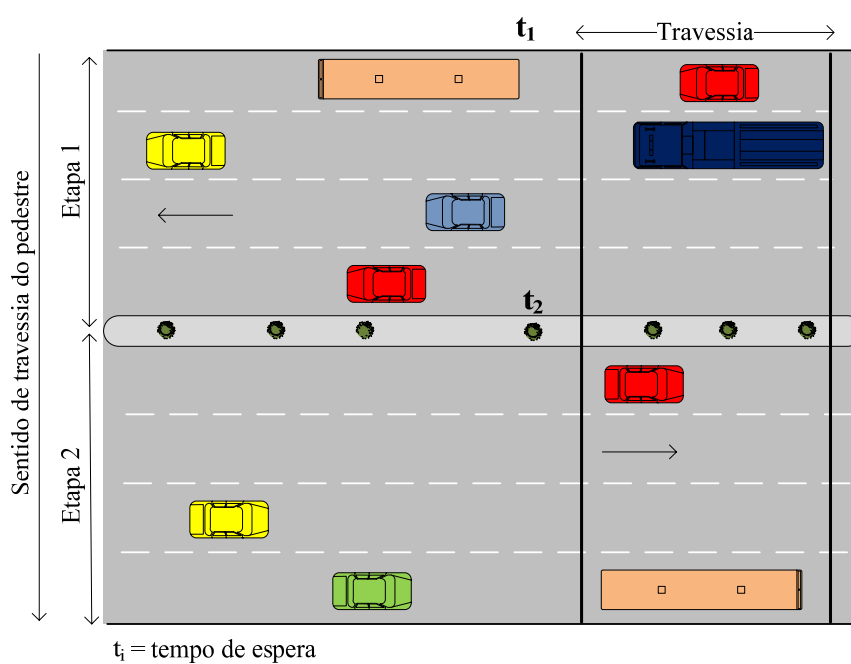 t1
Travessia
Etapa 1
Sentido de travessia do pedestre
t2
Etapa 2
ti = tempo de espera